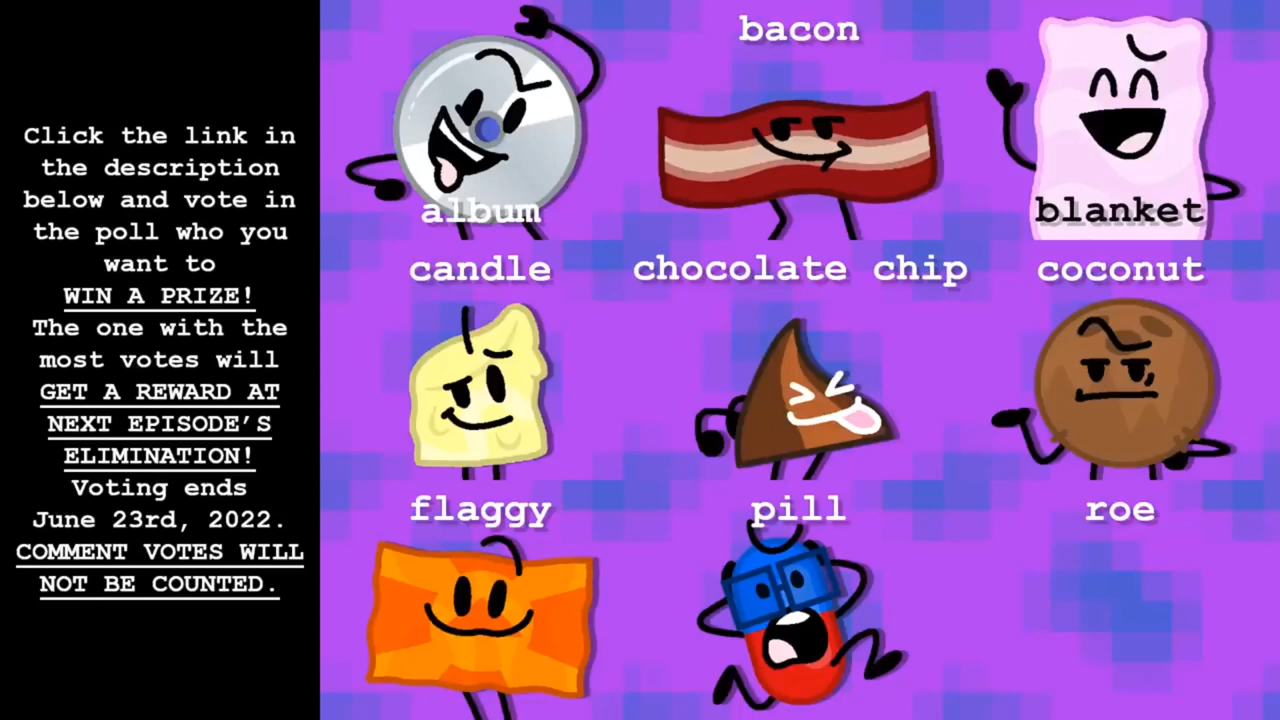 Click the link in
the description
below and vote in
the poll who you
want to
WIN A PRIZE!
The one with the
most votes will
GET A REWARD AT
NEXT EPISODE'S
ELIMINATION!
Voting ends
June 23rd, 2022.
COMMENT VOTES WILL
NOT BE COUNTED.
album
bacon
blanket
candle
chocolate chip
coconut
flaggy
pill
roe